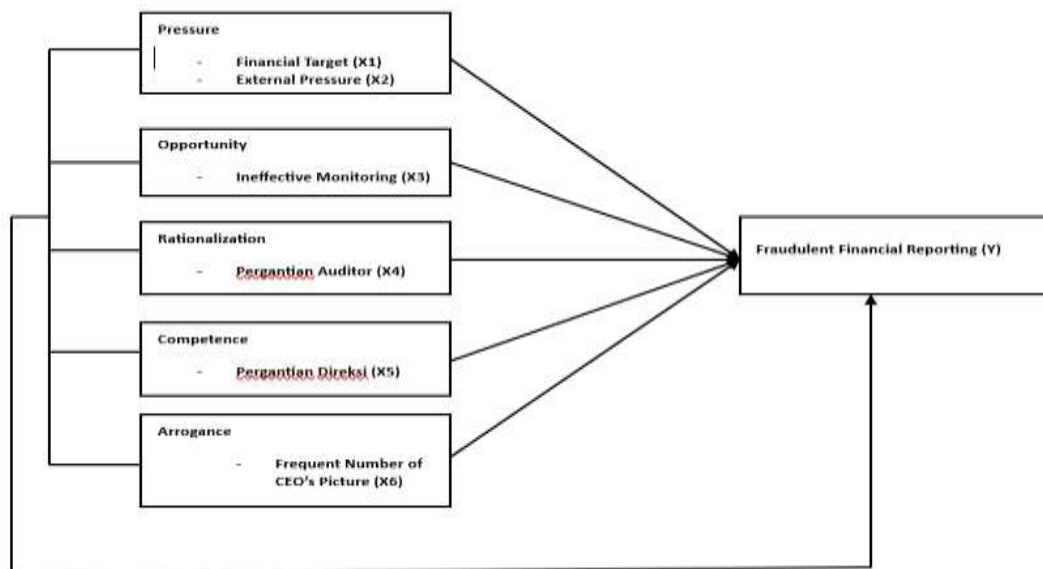 Pressure
- Financial Target (X1)
- External Pressure (X2)
Opportunity
- Ineffective Monitoring (X3)
Rationalization
- Pergantian Auditor (X4)
Competence
- Pergantian Direksi (X5)
Arrogance
- Frequent Number of
CEO's Picture (X6)
Fraudulent Financial Reporting (Y)